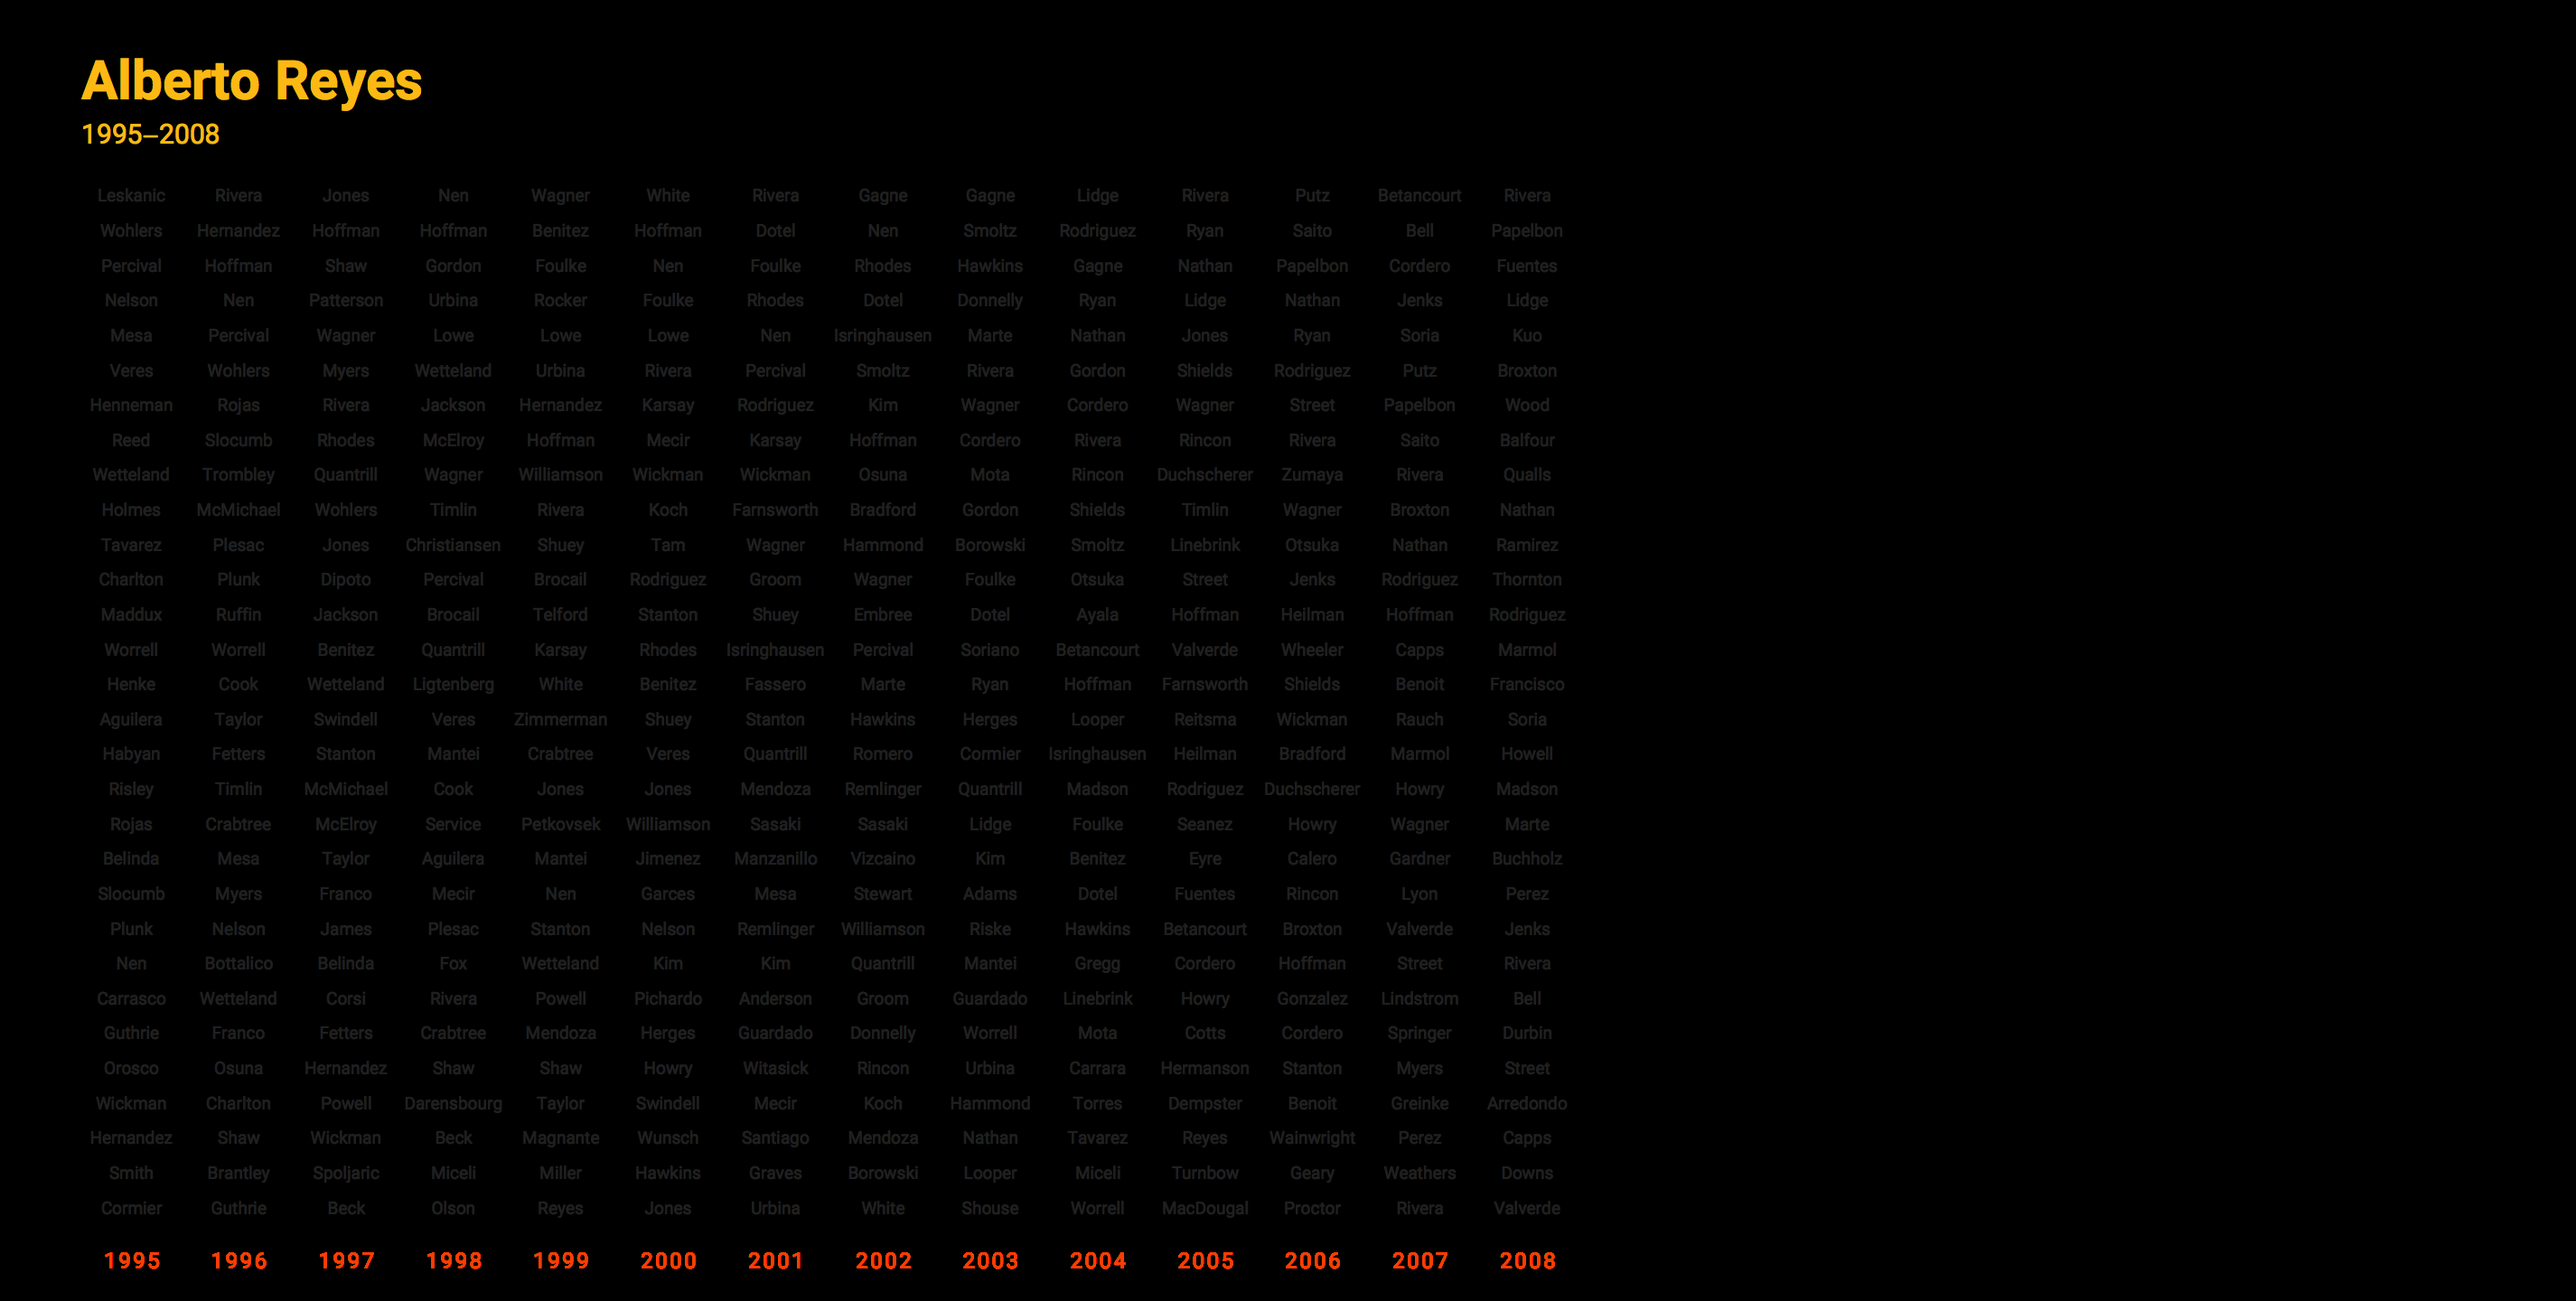 Alberto Reyes
1995–2008
Leskanic Rivera Jones Nen Wagner White Rivera Gagne Gagne Lidge Rivera Putz Betancourt Rivera
Wohlers Hernandez Hoffman Hoffman Benitez Hoffman Dotel Nen Smoltz Rodriguez Ryan Saito Bell Papelbon
Percival Hoffman Shaw Gordon Foulke Nen Foulke Rhodes Hawkins Gagne Nathan Papelbon Cordero Fuentes
Nelson Nen Patterson Urbina Rocker Foulke Rhodes Dotel Donnelly Ryan Lidge Nathan Jenks Lidge
Mesa Percival Wagner Lowe Lowe Lowe Nen Isringhausen Marte Nathan Jones Ryan Soria Kuo
Veres Wohlers Myers Wetteland Urbina Rivera Percival Smoltz Rivera Gordon Shields Rodriguez Putz Broxton
Henneman Rojas Rivera Jackson Hernandez Karsay Rodriguez Kim Wagner Cordero Wagner Street Papelbon Wood
Reed Slocumb Rhodes McElroy Hoffman Mecir Karsay Hoffman Cordero Rivera Rincon Rivera Saito Balfour
Wetteland Trombley Quantrill Wagner Williamson Wickman Wickman Osuna Mota Rincon Duchscherer Zumaya Rivera Qualls
Holmes McMichael Wohlers Timlin Rivera Koch Farnsworth Bradford Gordon Shields Timlin Wagner Broxton Nathan
Tavarez Plesac Jones Christiansen Shuey Tam Wagner Hammond Borowski Smoltz Linebrink Otsuka Nathan Ramirez
Charlton Plunk Dipoto Percival Brocail Rodriguez Groom Wagner Foulke Otsuka Street Jenks Rodriguez Thornton
Maddux Ruffin Jackson Brocail Telford Stanton Shuey Embree Dotel Ayala Hoffman Heilman Hoffman Rodriguez
Worrell Worrell Benitez Quantrill Karsay Rhodes Isringhausen Percival Soriano Betancourt Valverde Wheeler Capps Marmol
Henke Cook Wetteland Ligtenberg White Benitez Fassero Marte Ryan Hoffman Farnsworth Shields Benoit Francisco
Aguilera Taylor Swindell Veres Zimmerman Shuey Stanton Hawkins Herges Looper Reitsma Wickman Rauch Soria
Habyan Fetters Stanton Mantei Crabtree Veres Quantrill Romero Cormier Isringhausen Heilman Bradford Marmol Howell
Risley Timlin McMichael Cook Jones Jones Mendoza Remlinger Quantrill Madson Rodriguez Duchscherer Howry Madson
Rojas Crabtree McElroy Service Petkovsek Williamson Sasaki Sasaki Lidge Foulke Seanez Howry Wagner Marte
Belinda Mesa Taylor Aguilera Mantei Jimenez Manzanillo Vizcaino Kim Benitez Eyre Calero Gardner Buchholz
Slocumb Myers Franco Mecir Nen Garces Mesa Stewart Adams Dotel Fuentes Rincon Lyon Perez
Plunk Nelson James Plesac Stanton Nelson Remlinger Williamson Riske Hawkins Betancourt Broxton Valverde Jenks
Nen Bottalico Belinda Fox Wetteland Kim Kim Quantrill Mantei Gregg Cordero Hoffman Street Rivera
Carrasco Wetteland Corsi Rivera Powell Pichardo Anderson Groom Guardado Linebrink Howry Gonzalez Lindstrom Bell
Guthrie Franco Fetters Crabtree Mendoza Herges Guardado Donnelly Worrell Mota Cotts Cordero Springer Durbin
Orosco Osuna Hernandez Shaw Shaw Howry Witasick Rincon Urbina Carrara Hermanson Stanton Myers Street
Wickman Charlton Powell Darensbourg Taylor Swindell Mecir Koch Hammond Torres Dempster Benoit Greinke Arredondo
Hernandez Shaw Wickman Beck Magnante Wunsch Santiago Mendoza Nathan Tavarez Reyes Wainwright Perez Capps
Smith Brantley Spoljaric Miceli Miller Hawkins Graves Borowski Looper Miceli Turnbow Geary Weathers Downs
Cormier Guthrie Beck Olson Reyes Jones Urbina White Shouse Worrell MacDougal Proctor Rivera Valverde
1995 1996 1997 1998 1999 2000 2001 2002 2003 2004 2005 2006 2007 2008